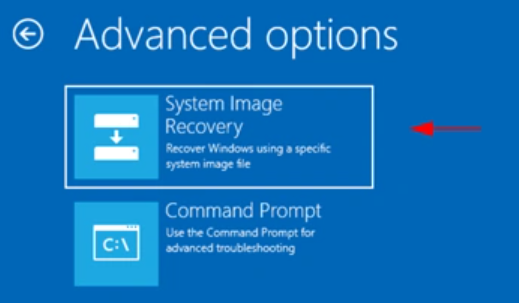 Advanced options
System Image
Recovery
Recover Windows using a specific
system image file
C:\
Command Prompt
Use the Command Prompt for
advanced troubleshooting